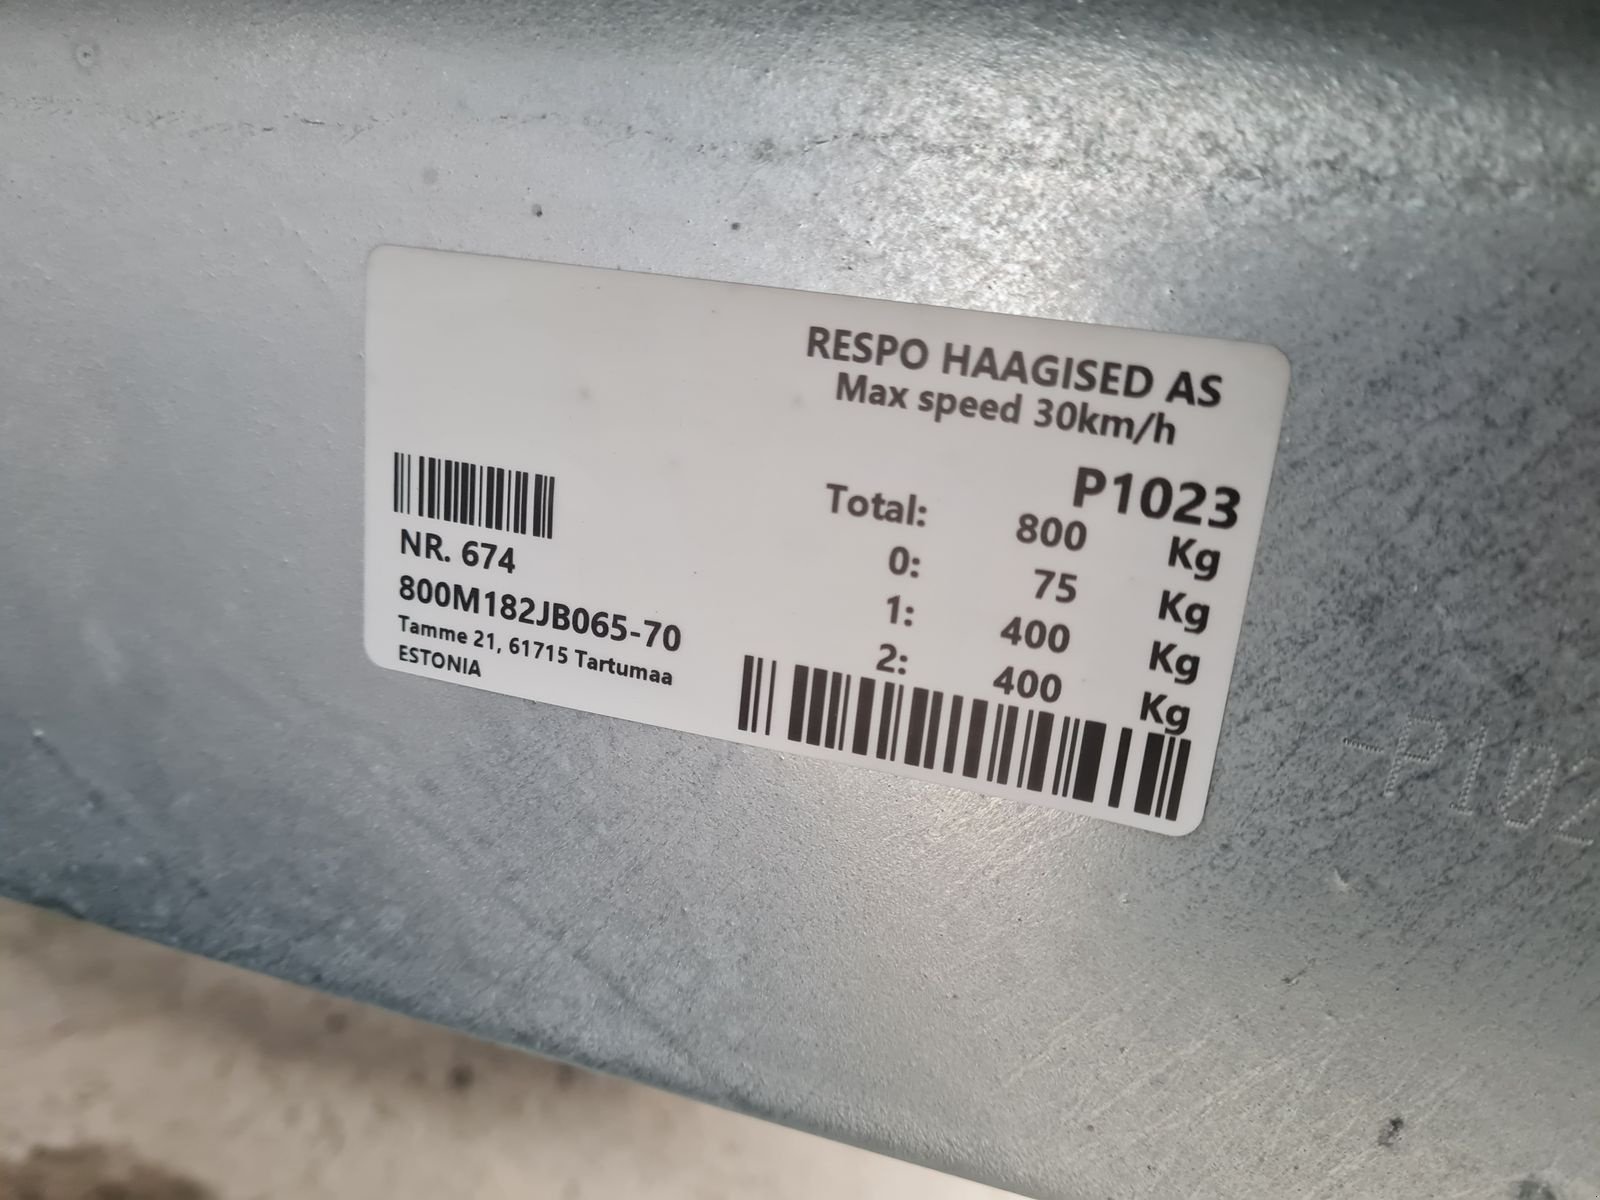 RESPO HAAGISED AS
Max speed 30km/h
P1023
Total: 800 Kg
0: 75 Kg
1: 400 Kg
2: 400 Kg
NR. 674
800M182JB065-70
Tamme 21, 61715 Tartumaa
ESTONIA
-P102